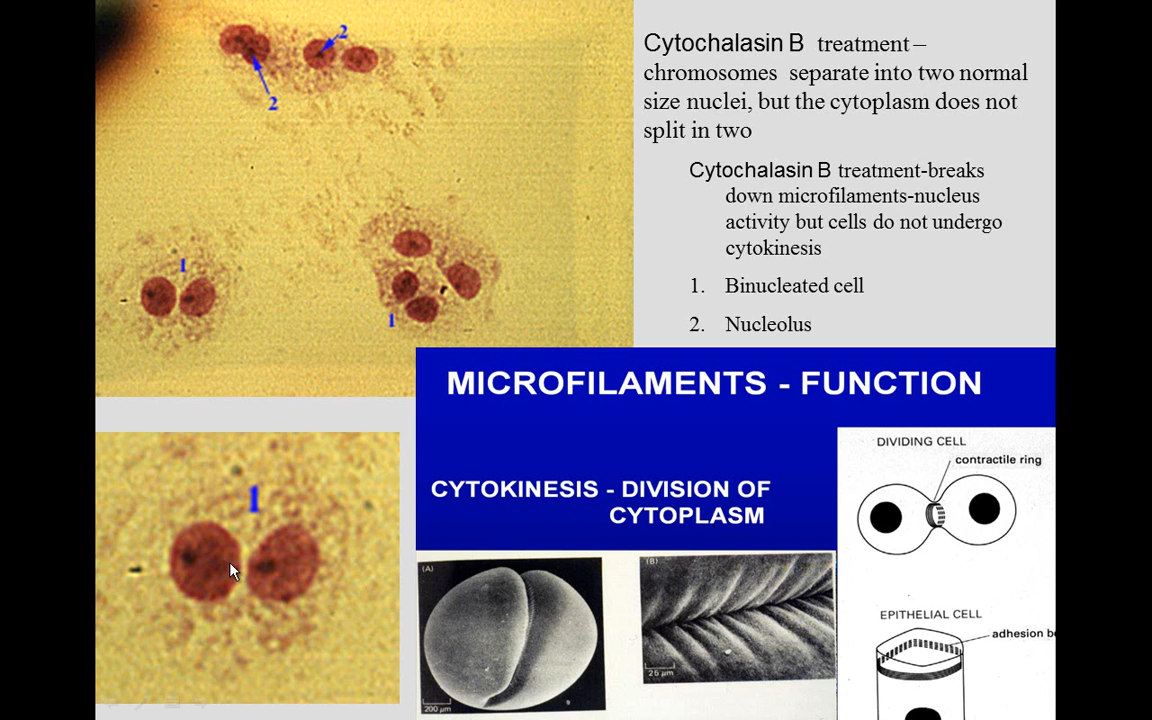 2
2
1
1
Cytochalasin B treatment –
chromosomes separate into two normal
size nuclei, but the cytoplasm does not
split in two
Cytochalasin B treatment-breaks
down microfilaments-nucleus
activity but cells do not undergo
cytokinesis
1. Binucleated cell
2. Nucleolus
1
MICROFILAMENTS - FUNCTION
CYTOKINESIS - DIVISION OF
CYTOPLASM
(A)
200 µm
(B)
25 µm
DIVIDING CELL
contractile ring
EPITHELIAL CELL
adhesion